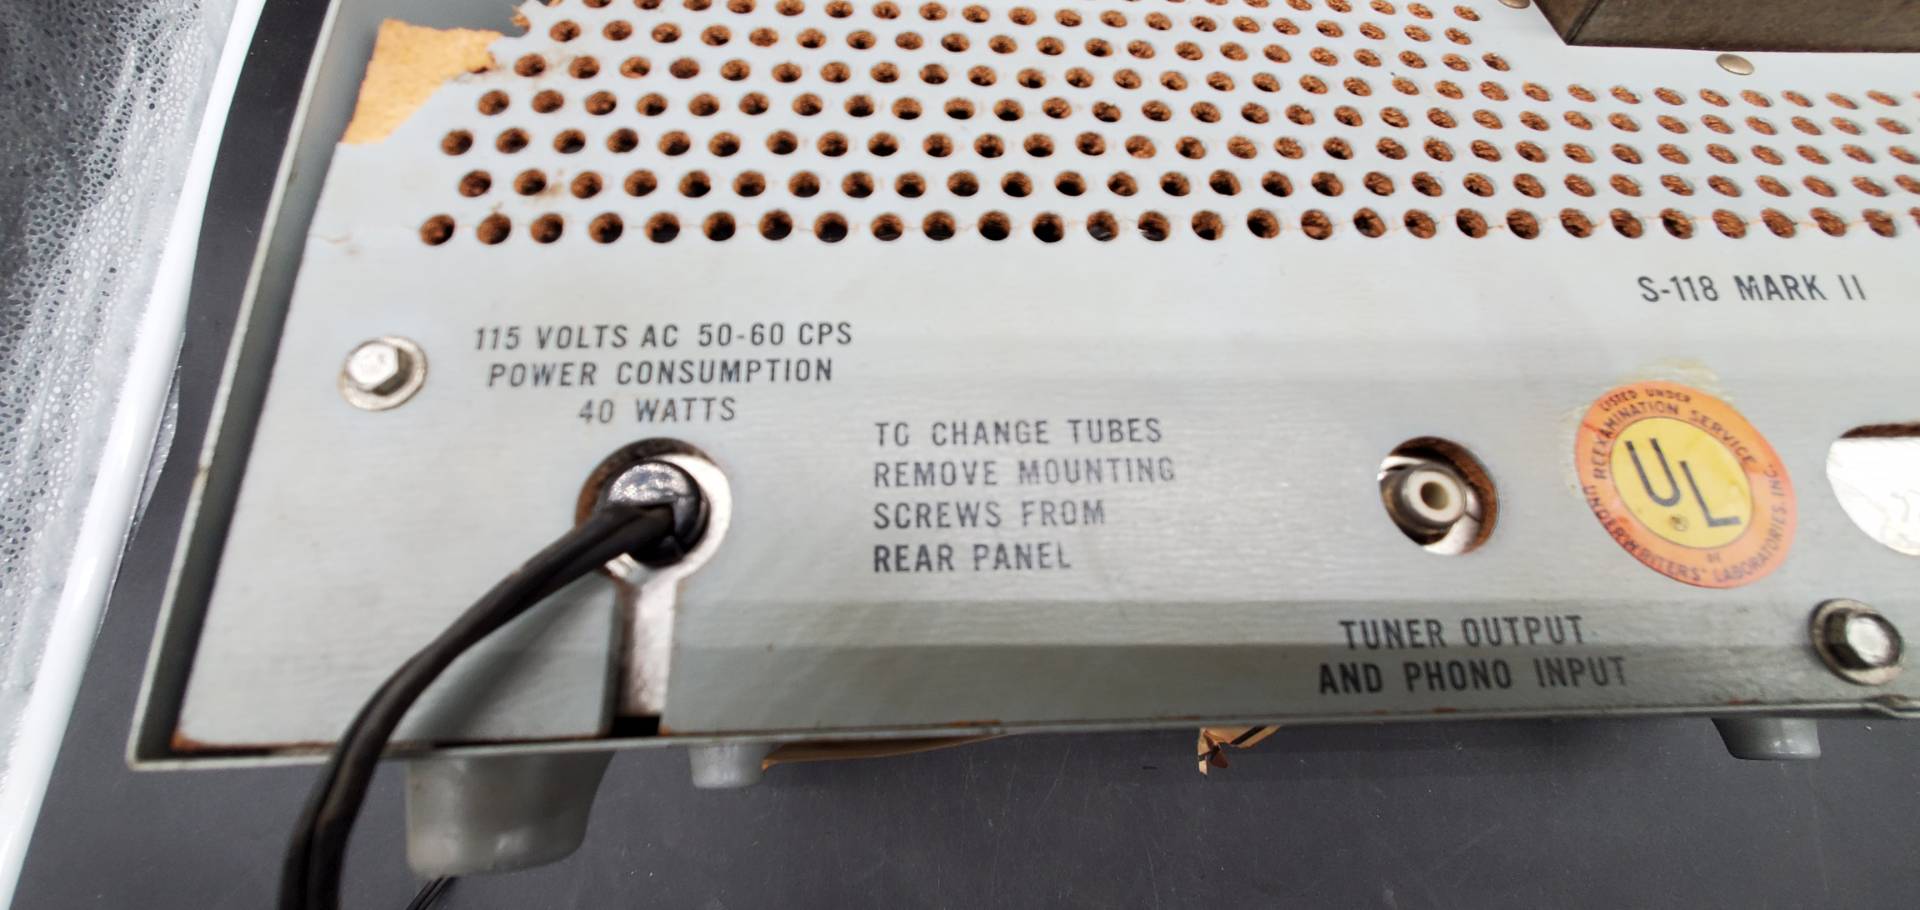 S-118 MARK II
115 VOLTS AC 50-60 CPS
POWER CONSUMPTION
40 WATTS
TO CHANGE TUBES
REMOVE MOUNTING
SCREWS FROM
REAR PANEL
LISTED UNDER
REEXAMINATION SERVICE
UL
®
BY
UNDERWRITERS' LABORATORIES, INC.
TUNER OUTPUT
AND PHONO INPUT